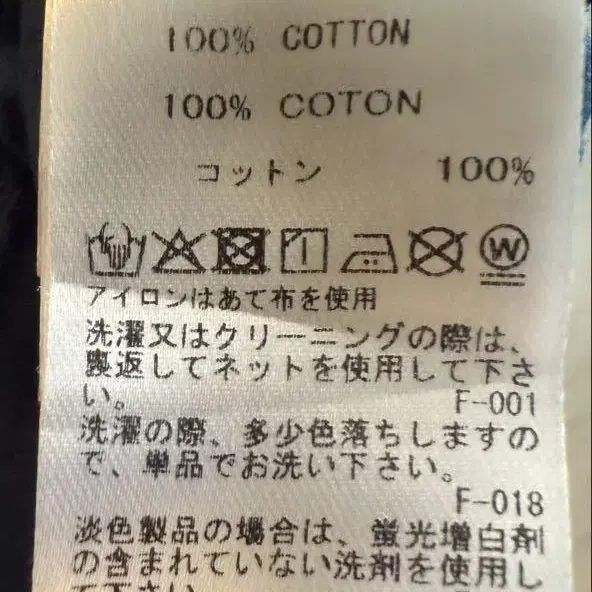 100% COTTON
100% COTON
コットン 100%
W
アイロンはあて布を使用
洗濯又はクリーニングの際は、
裏返してネットを使用して下さ
い。
F-001
洗濯の際、多少色落ちしますの
で、単品でお洗い下さい。
F-018
淡色製品の場合は、蛍光増白剤
の含まれていない洗剤を使用し
て下さい